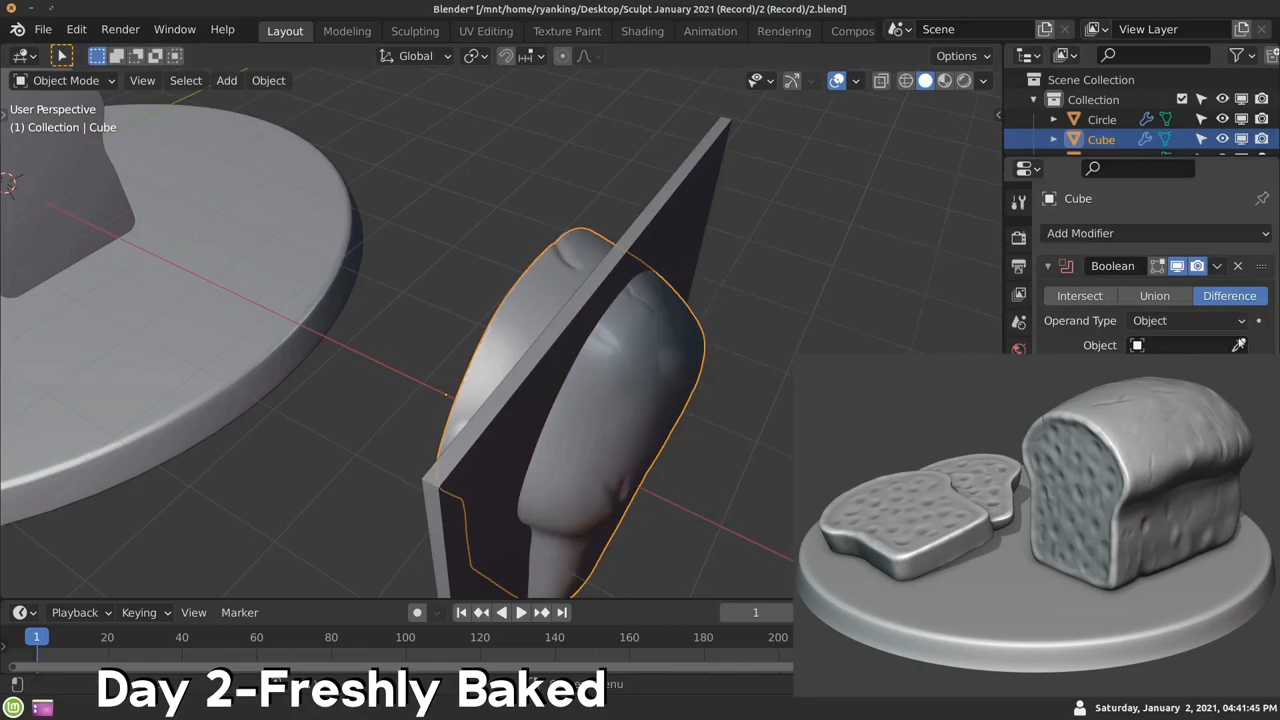 Blender* [/mnt/home/ryanking/Desktop/Sculpt January 2021 (Record)/2 (Record)/2.blend]
File Edit Render Window Help Layout Modeling Sculpting UV Editing Texture Paint Shading Animation Rendering Compos Scene View Layer
Global Options
Object Mode View Select Add Object
Scene Collection
User Perspective
Collection
(1) Collection | Cube
Circle
Cube
Cube
Add Modifier
Boolean
Intersect Union Difference
Operand Type Object
Object
Playback Keying View Marker 1
1 20 40 60 80 100 120 140 160 180 200
Day 2-Freshly Baked
Saturday, January 2, 2021, 04:41:45 PM